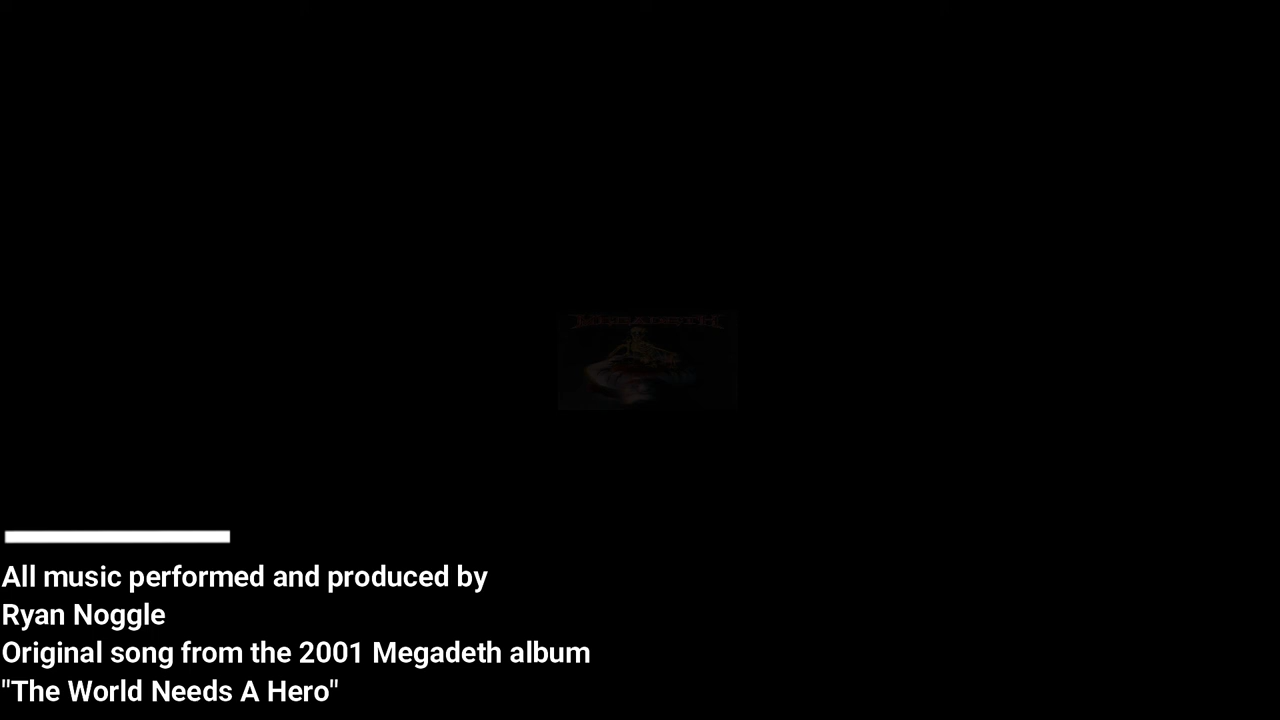 MEGADETH
All music performed and produced by
Ryan Noggle
Original song from the 2001 Megadeth album
"The World Needs A Hero"